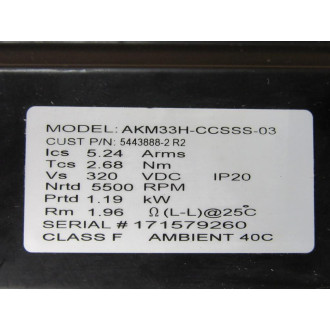 MODEL: AKM33H-CCSSS-03
CUST P/N: 5443888-2 R2
Ics 5.24 Arms
Tcs 2.68 Nm
Vs 320 VDC IP20
Nrtd 5500 RPM
Prtd 1.19 kW
Rm 1.96 Ω(L-L)@25°C
SERIAL # 171579260
CLASS F AMBIENT 40C